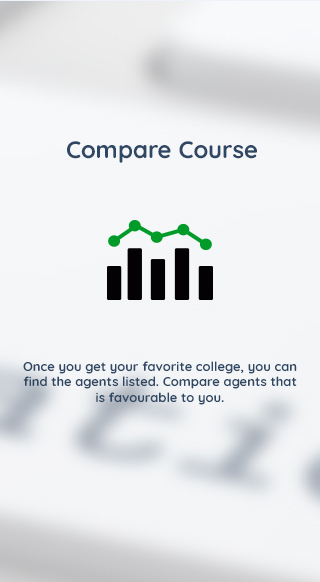 Compare Course
Once you get your favorite college, you can
find the agents listed. Compare agents that
is favourable to you.